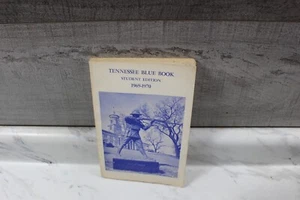 TENNESSEE BLUE BOOK
STUDENT EDITION
1969-1970